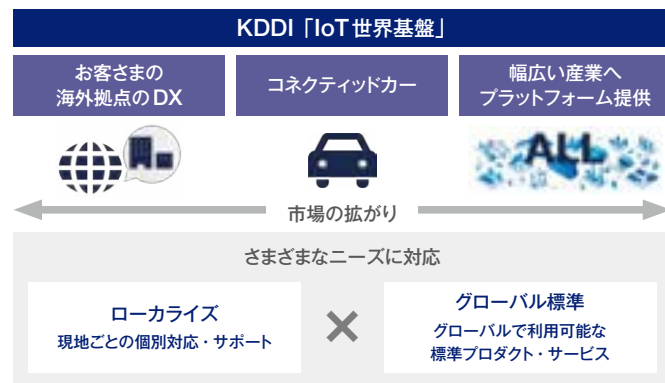 KDDI「IoT世界基盤」
お客さまの
海外拠点のDX
コネクティッドカー
幅広い産業へ
プラットフォーム提供
ALL
市場の拡がり
さまざまなニーズに対応
ローカライズ
現地ごとの個別対応・サポート
×
グローバル標準
グローバルで利用可能な
標準プロダクト・サービス